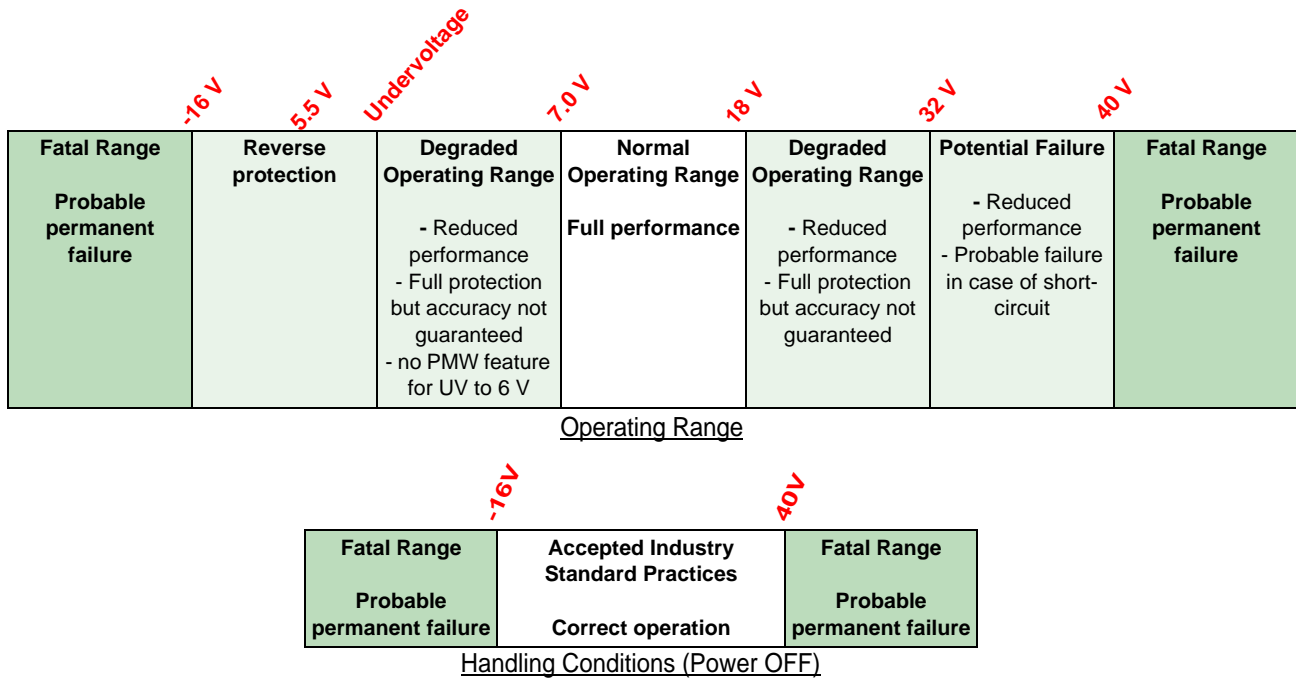 -16 V
5.5 V
Undervoltage
7.0 V
18 V
32 V
40 V
Fatal Range
Probable
permanent
failure
Reverse
protection
Degraded
Operating Range
- Reduced
performance
- Full protection
but accuracy not
guaranteed
- no PMW feature
for UV to 6 V
Normal
Operating Range
Full performance
Degraded
Operating Range
- Reduced
performance
- Full protection
but accuracy not
guaranteed
Potential Failure
- Reduced
performance
- Probable failure
in case of short-
circuit
Fatal Range
Probable
permanent
failure
Operating Range
-16V
40V
Fatal Range
Probable
permanent failure
Accepted Industry
Standard Practices
Correct operation
Fatal Range
Probable
permanent failure
Handling Conditions (Power OFF)